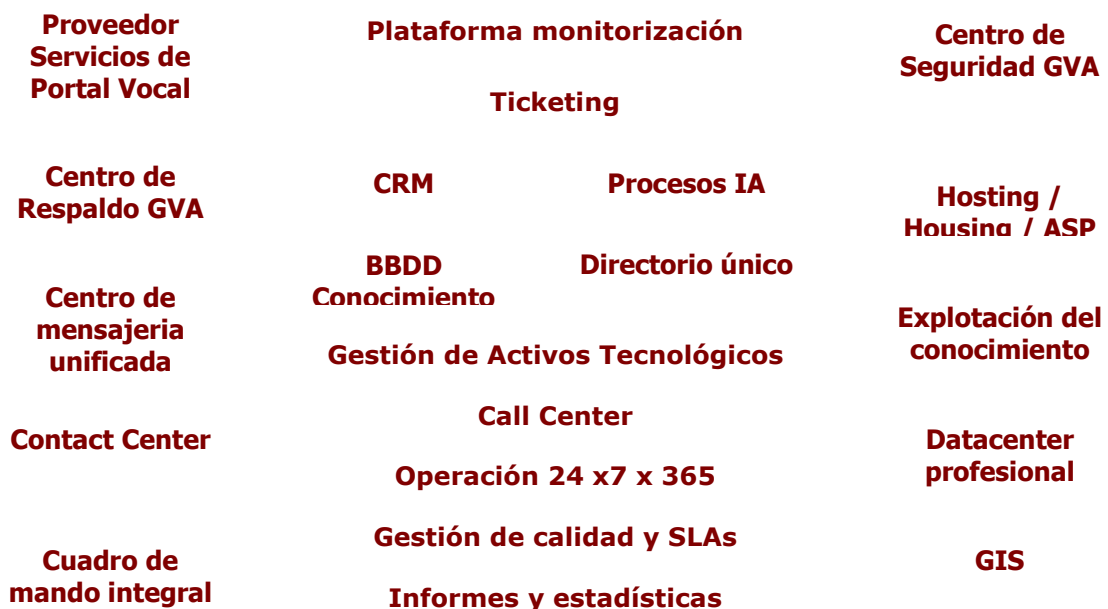 Proveedor
Servicios de
Portal Vocal
Plataforma monitorización
Centro de
Seguridad GVA
Ticketing
Centro de
Respaldo GVA
CRM
Procesos IA
Hosting /
Housing / ASP
BBDD
Conocimiento
Directorio único
Centro de
mensajeria
unificada
Explotación del
conocimiento
Gestión de Activos Tecnológicos
Call Center
Contact Center
Datacenter
profesional
Operación 24 x7 x 365
Gestión de calidad y SLAs
Cuadro de
mando integral
GIS
Informes y estadísticas